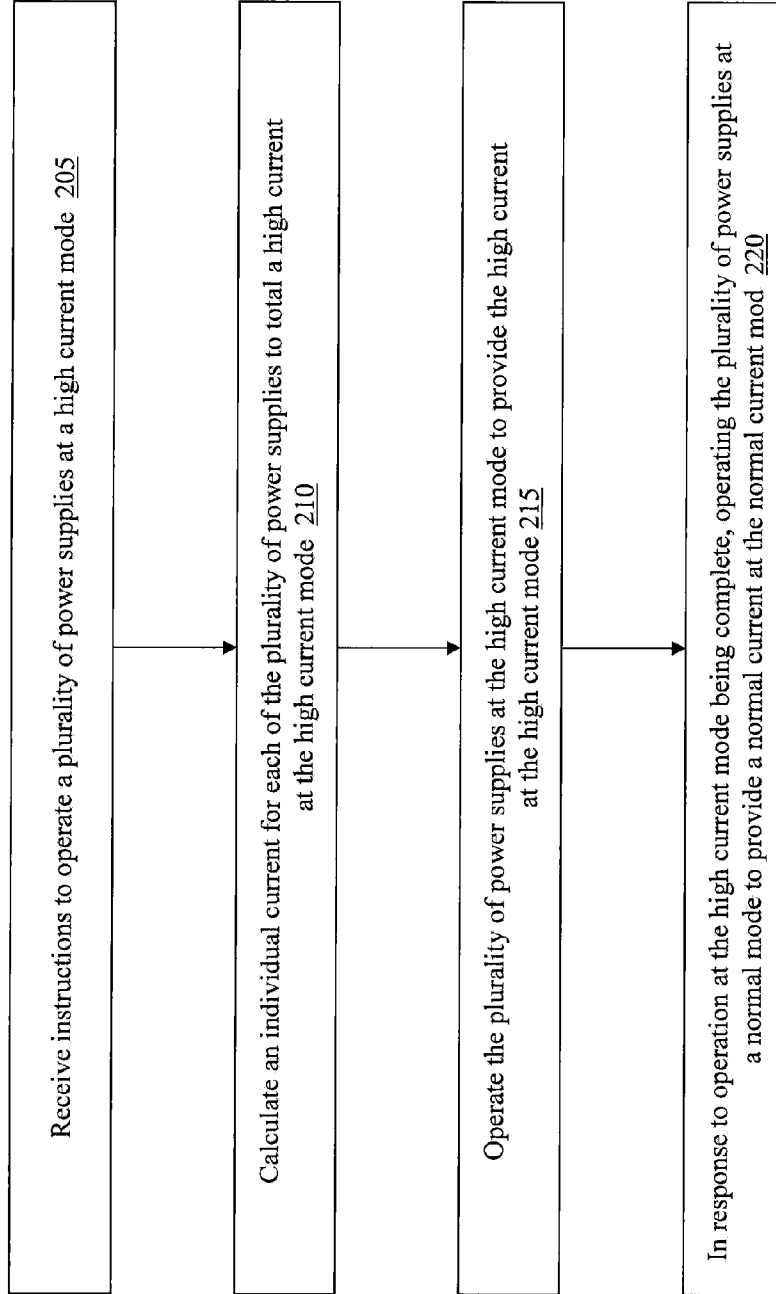 Receive instructions to operate a plurality of power supplies at a high current mode 205
Calculate an individual current for each of the plurality of power supplies to total a high current
at the high current mode 210
Operate the plurality of power supplies at the high current mode to provide the high current
at the high current mode 215
In response to operation at the high current mode being complete, operating the plurality of power supplies at
a normal mode to provide a normal current at the normal current mod 220